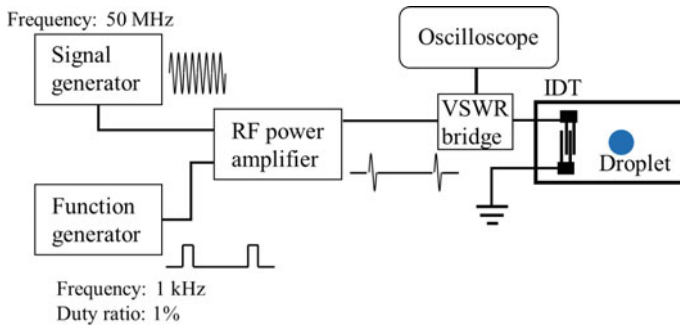 Frequency: 50 MHz
Signal
generator
Oscilloscope
IDT
VSWR
bridge
RF power
amplifier
Droplet
Function
generator
Frequency: 1 kHz
Duty ratio: 1%